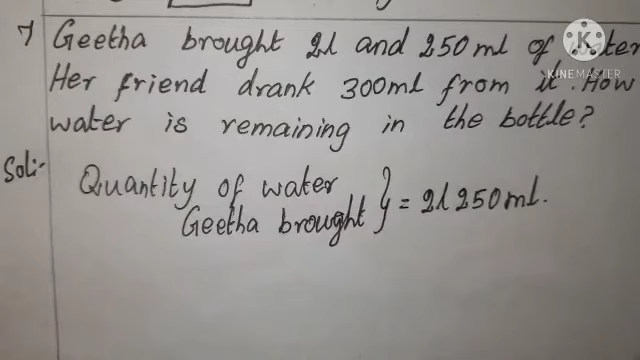 7 Geetha brought 2l and 250ml of water
Her friend drank 300ml from it. How
water is remaining in the bottle?
Sol:-
Quantity of water
Geetha brought } = 2l 250ml.
KINEMASTER